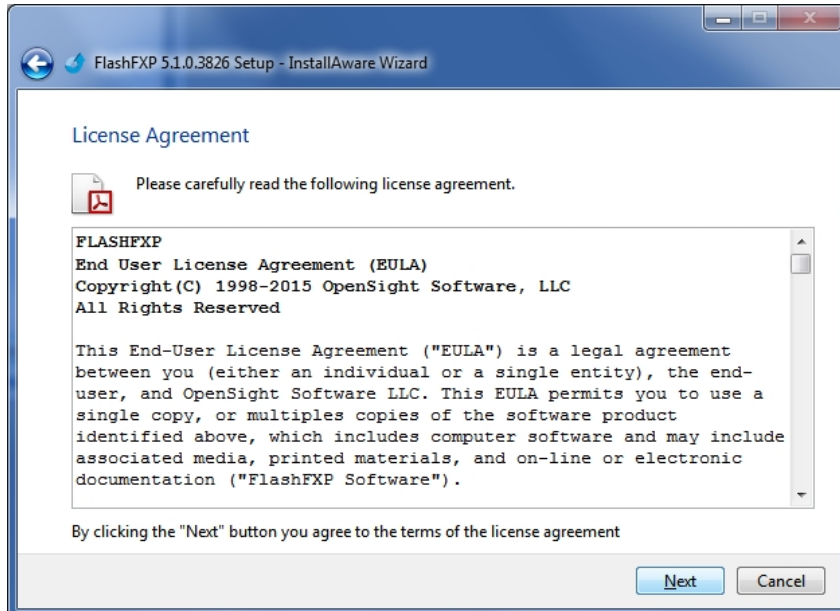 FlashFXP 5.1.0.3826 Setup - InstallAware Wizard
License Agreement
Please carefully read the following license agreement.
FLASHFXP
End User License Agreement (EULA)
Copyright(C) 1998-2015 OpenSight Software, LLC
All Rights Reserved
This End-User License Agreement ("EULA") is a legal agreement
between you (either an individual or a single entity), the end-
user, and OpenSight Software LLC. This EULA permits you to use a
single copy, or multiples copies of the software product
identified above, which includes computer software and may include
associated media, printed materials, and on-line or electronic
documentation ("FlashFXP Software").
By clicking the "Next" button you agree to the terms of the license agreement
Next
Cancel